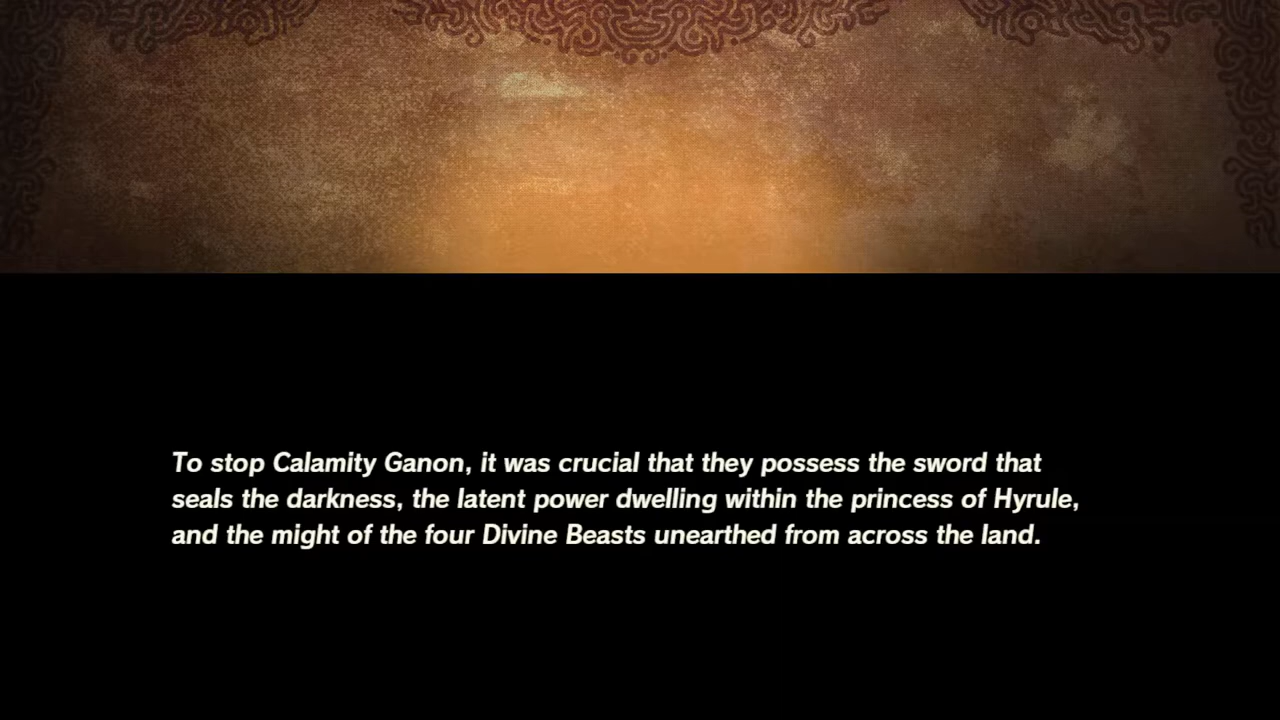 To stop Calamity Ganon, it was crucial that they possess the sword that
seals the darkness, the latent power dwelling within the princess of Hyrule,
and the might of the four Divine Beasts unearthed from across the land.